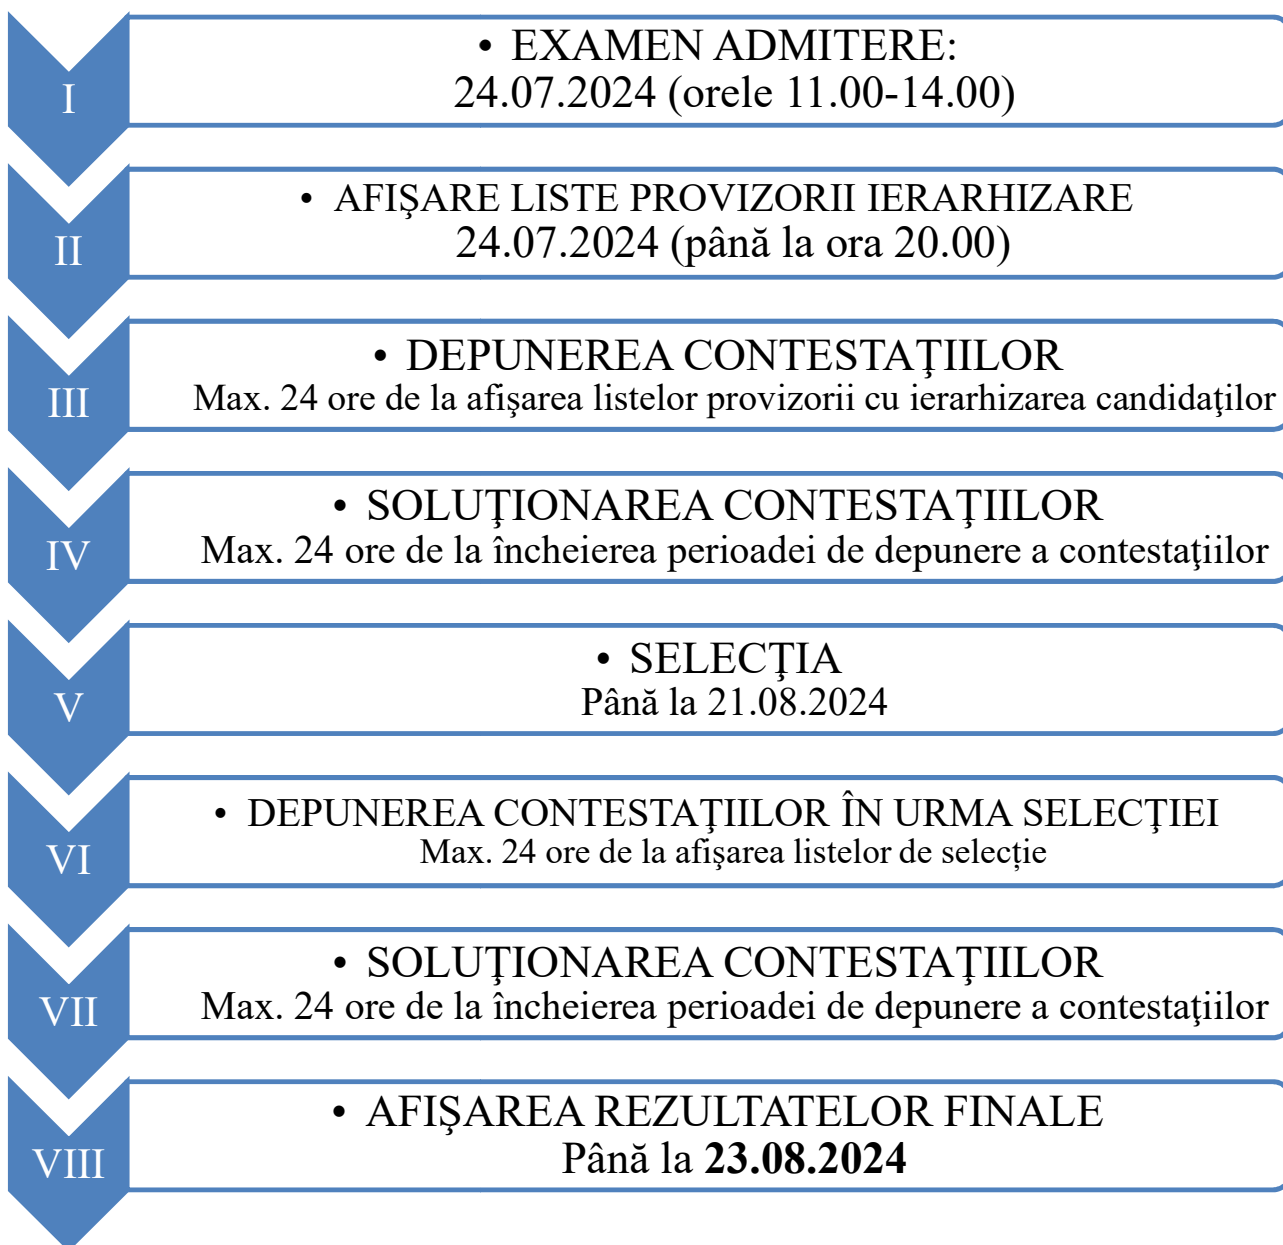 I
• EXAMEN ADMITERE:
24.07.2024 (orele 11.00-14.00)
II
• AFIŞARE LISTE PROVIZORII IERARHIZARE
24.07.2024 (până la ora 20.00)
III
• DEPUNEREA CONTESTAŢIILOR
Max. 24 ore de la afişarea listelor provizorii cu ierarhizarea candidaţilor
IV
• SOLUŢIONAREA CONTESTAŢIILOR
Max. 24 ore de la încheierea perioadei de depunere a contestaţiilor
V
• SELECŢIA
Până la 21.08.2024
VI
• DEPUNEREA CONTESTAŢIILOR ÎN URMA SELECŢIEI
Max. 24 ore de la afişarea listelor de selecție
VII
• SOLUŢIONAREA CONTESTAŢIILOR
Max. 24 ore de la încheierea perioadei de depunere a contestaţiilor
VIII
• AFIŞAREA REZULTATELOR FINALE
Până la 23.08.2024